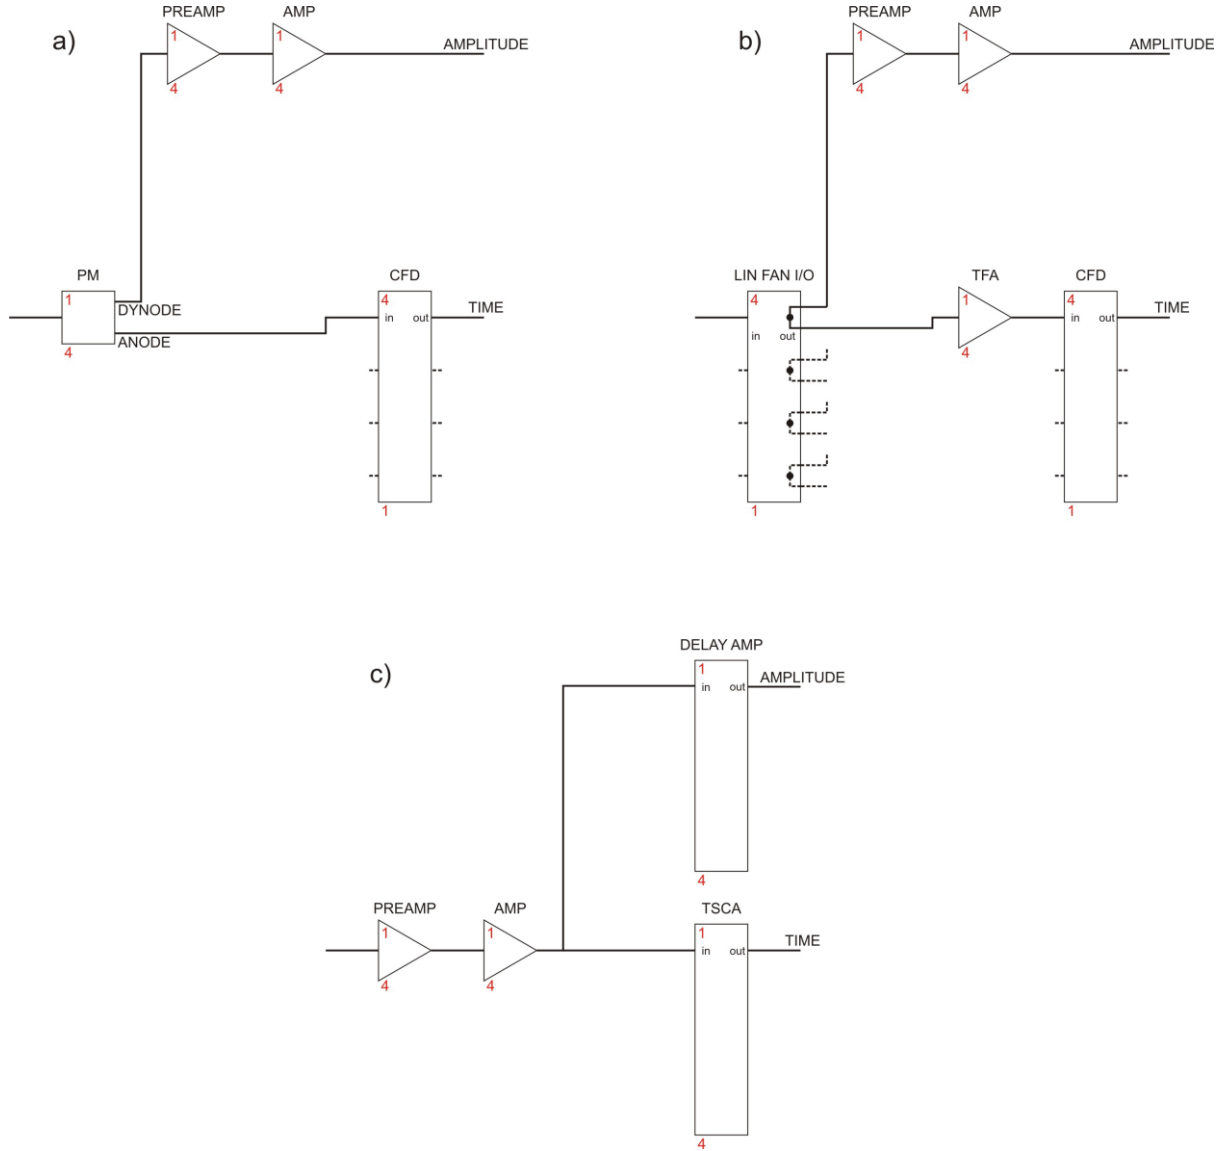 a)
PREAMP
AMP
1
1
AMPLITUDE
4
4
PM
CFD
1
DYNODE
4
in
out
TIME
ANODE
4
1
b)
PREAMP
AMP
1
1
AMPLITUDE
4
4
LIN FAN I/O
TFA
CFD
4
in
out
1
4
4
in
out
TIME
1
1
c)
DELAY AMP
1
in
out
AMPLITUDE
4
PREAMP
AMP
TSCA
1
1
1
in
out
TIME
4
4
4